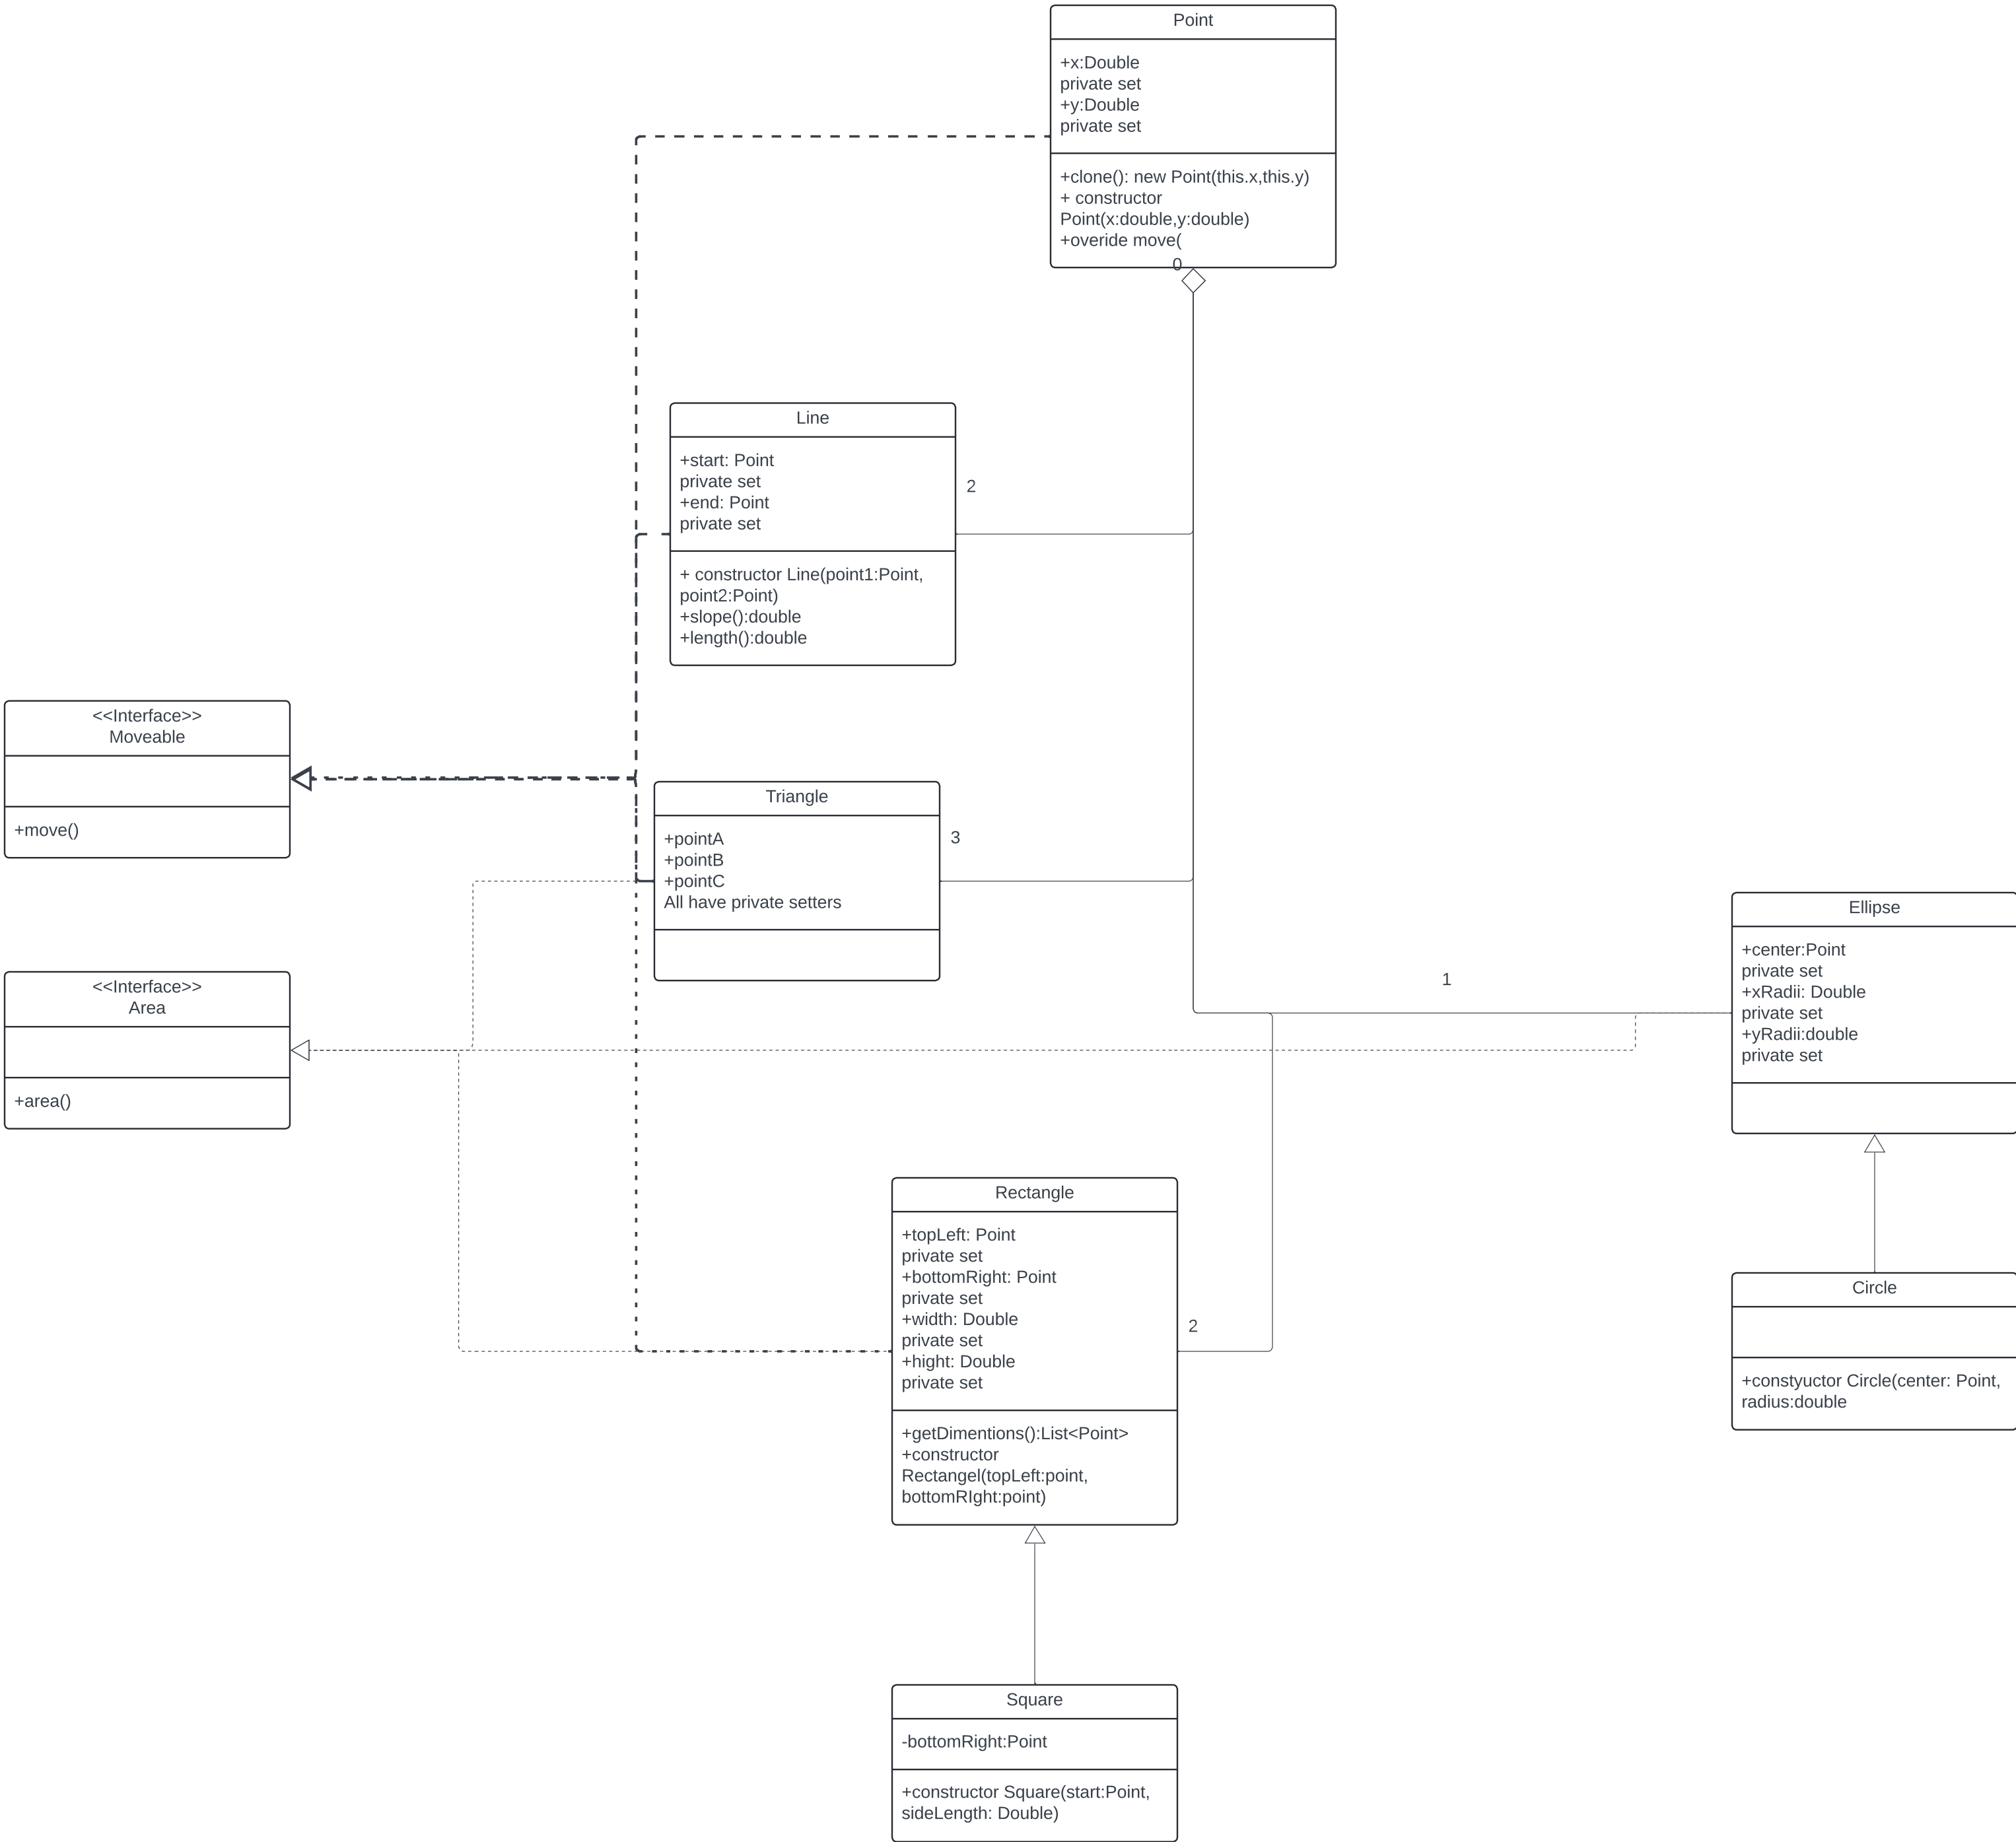 Point
+x:Double
private set
+y:Double
private set
+clone(): new Point(this.x,this.y)
+ constructor
Point(x:double,y:double)
+overide move(
0
Line
+start: Point
private set
+end: Point
private set
+ constructor Line(point1:Point,
point2:Point)
+slope():double
+length():double
2
<<Interface>>
Moveable
+move()
Triangle
+pointA
+pointB
+pointC
All have private setters
3
<<Interface>>
Area
+area()
1
Ellipse
+center:Point
private set
+xRadii: Double
private set
+yRadii:double
private set
Rectangle
+topLeft: Point
private set
+bottomRight: Point
private set
+width: Double
private set
+hight: Double
private set
+getDimentions():List<Point>
+constructor
Rectangel(topLeft:point,
bottomRIght:point)
2
Circle
+constyuctor Circle(center: Point,
radius:double
Square
-bottomRight:Point
+constructor Square(start:Point,
sideLength: Double)